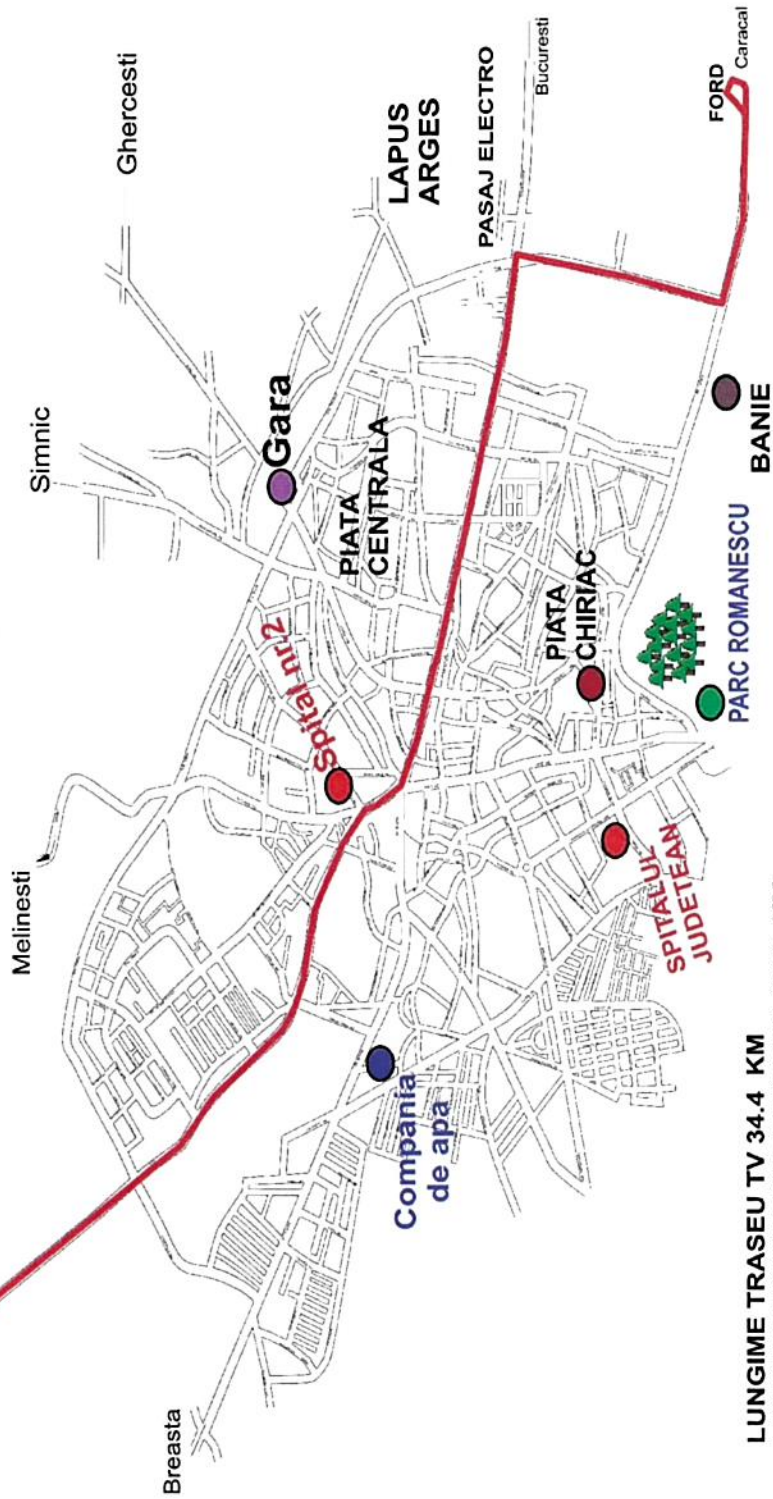 Ghercesti
Simnic
Melinesti
Breasta
LAPUS
ARGES
PASAJ ELECTRO
Bucuresti
FORD
Caracal
Gara
PIATA
CENTRALA
Spital nr.2
PIATA
CHIRIAC
BANIE
PARC ROMANESCU
SPITALUL
JUDETEAN
Compania
de apa
LUNGIME TRASEU TV 34.4 KM